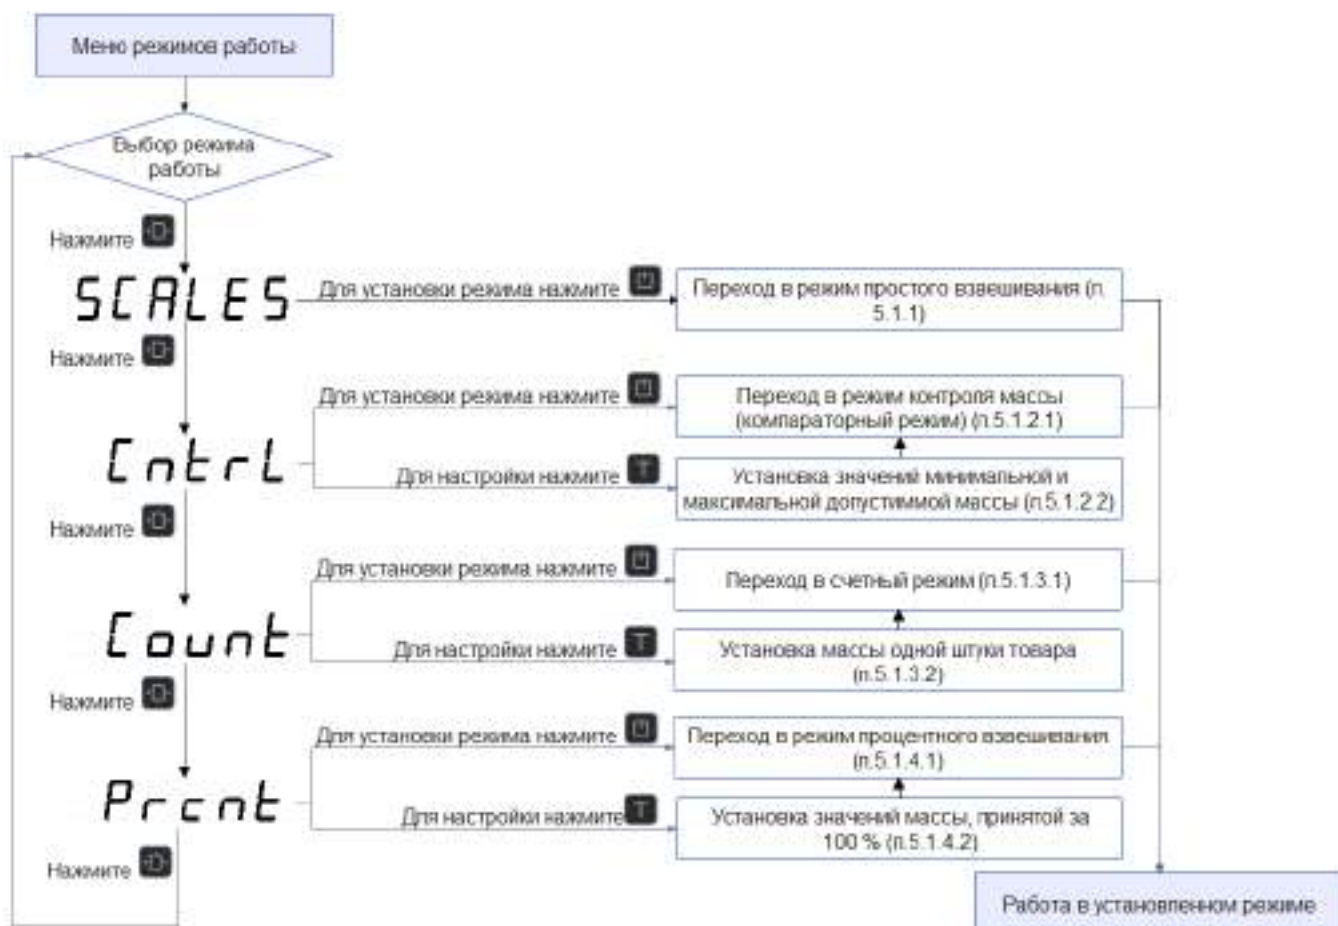 Меню режимов работы
Выбор режима
работы
Нажмите
SCALES
Для установки режима нажмите
Переход в режим простого взвешивания (п.
5.1.1)
Нажмите
Для установки режима нажмите
Переход в режим контроля массы
(компараторный режим) (п.5.1.2.1)
CntrL
Для настройки нажмите T
Установка значений минимальной и
максимальной допустиммой массы (п.5.1.2.2)
Нажмите
Для установки режима нажмите
Переход в счетный режим (п.5.1.3.1)
Count
Для настройки нажмите T
Установка массы одной штуки товара
(п.5.1.3.2)
Нажмите
Для установки режима нажмите
Переход в режим процентного взвешивания
(п.5.1.4.1)
Prcnt
Для настройки нажмите T
Установка значений массы, принятой за
100 % (п.5.1.4.2)
Нажмите
Работа в установленном режиме